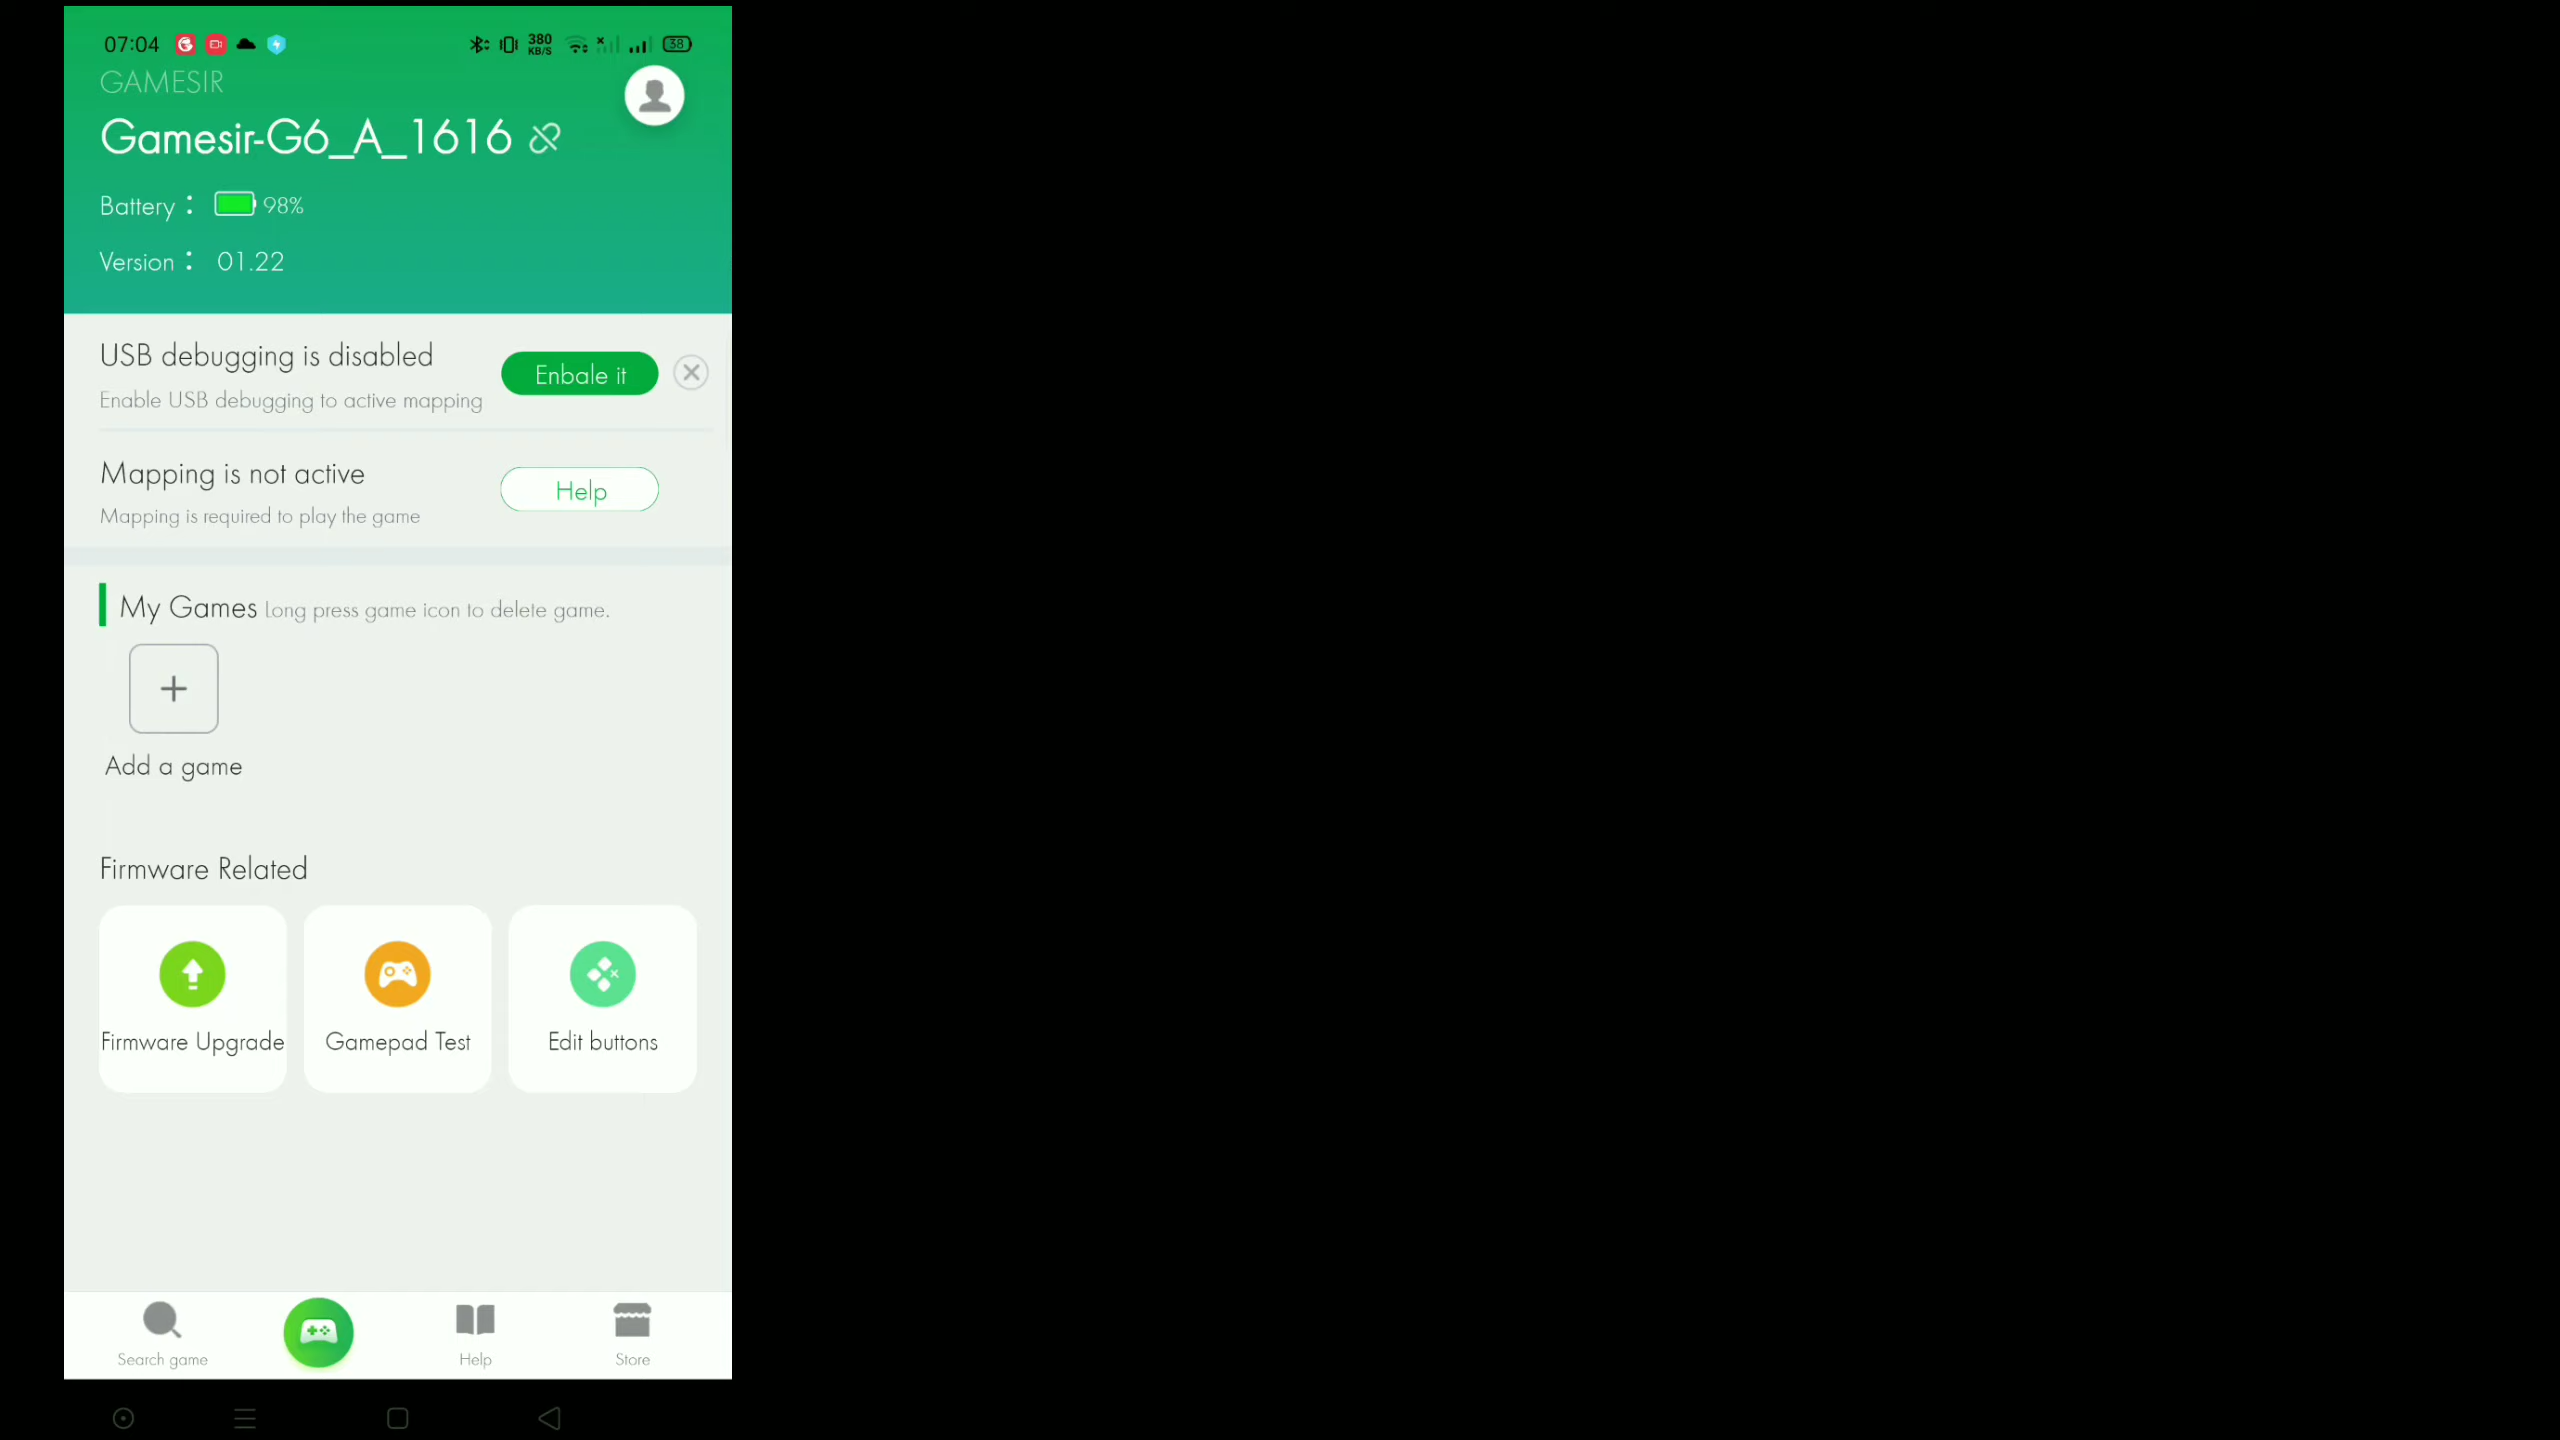 07:04 380 KB/S 38
GAMESIR
Gamesir-G6_A_1616
Battery： 98%
Version： 01.22
USB debugging is disabled
Enable USB debugging to active mapping
Enbale it
Mapping is not active
Mapping is required to play the game
Help
My Games Long press game icon to delete game.
Add a game
Firmware Related
Firmware Upgrade Gamepad Test Edit buttons
Search game Help Store